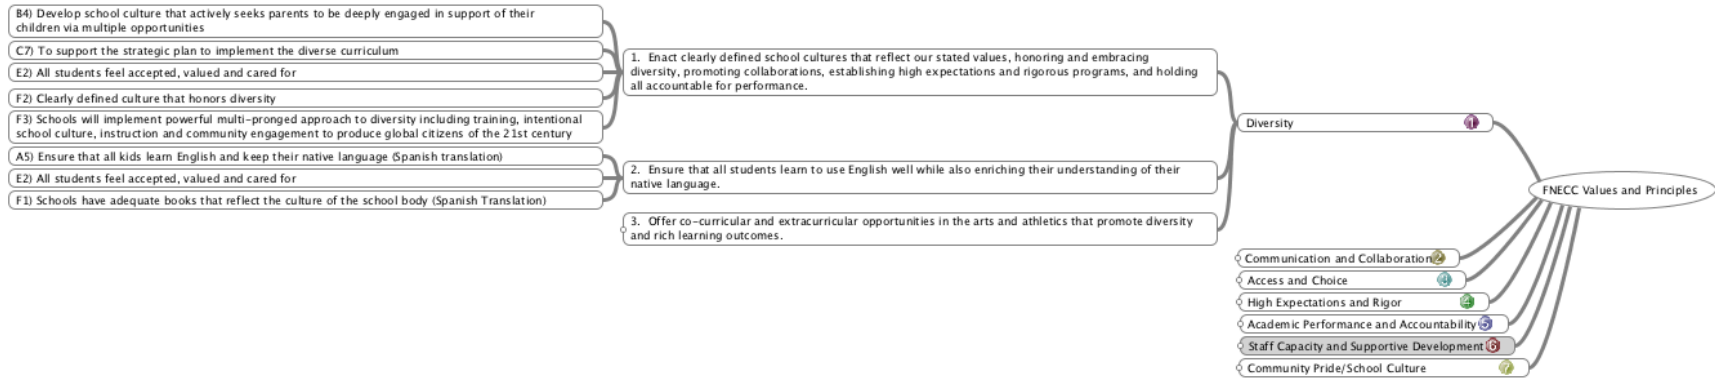 B4) Develop school culture that actively seeks parents to be deeply engaged in support of their
children via multiple opportunities
C7) To support the strategic plan to implement the diverse curriculum
E2) All students feel accepted, valued and cared for
F2) Clearly defined culture that honors diversity
F3) Schools will implement powerful multi-pronged approach to diversity including training, intentional
school culture, instruction and community engagement to produce global citizens of the 21st century
A5) Ensure that all kids learn English and keep their native language (Spanish translation)
E2) All students feel accepted, valued and cared for
F1) Schools have adequate books that reflect the culture of the school body (Spanish Translation)
1. Enact clearly defined school cultures that reflect our stated values, honoring and embracing
diversity, promoting collaborations, establishing high expectations and rigorous programs, and holding
all accountable for performance.
2. Ensure that all students learn to use English well while also enriching their understanding of their
native language.
3. Offer co-curricular and extracurricular opportunities in the arts and athletics that promote diversity
and rich learning outcomes.
Diversity 1
FNECC Values and Principles
Communication and Collaboration 2
Access and Choice
High Expectations and Rigor 4
Academic Performance and Accountability 5
Staff Capacity and Supportive Development 6
Community Pride/School Culture 7